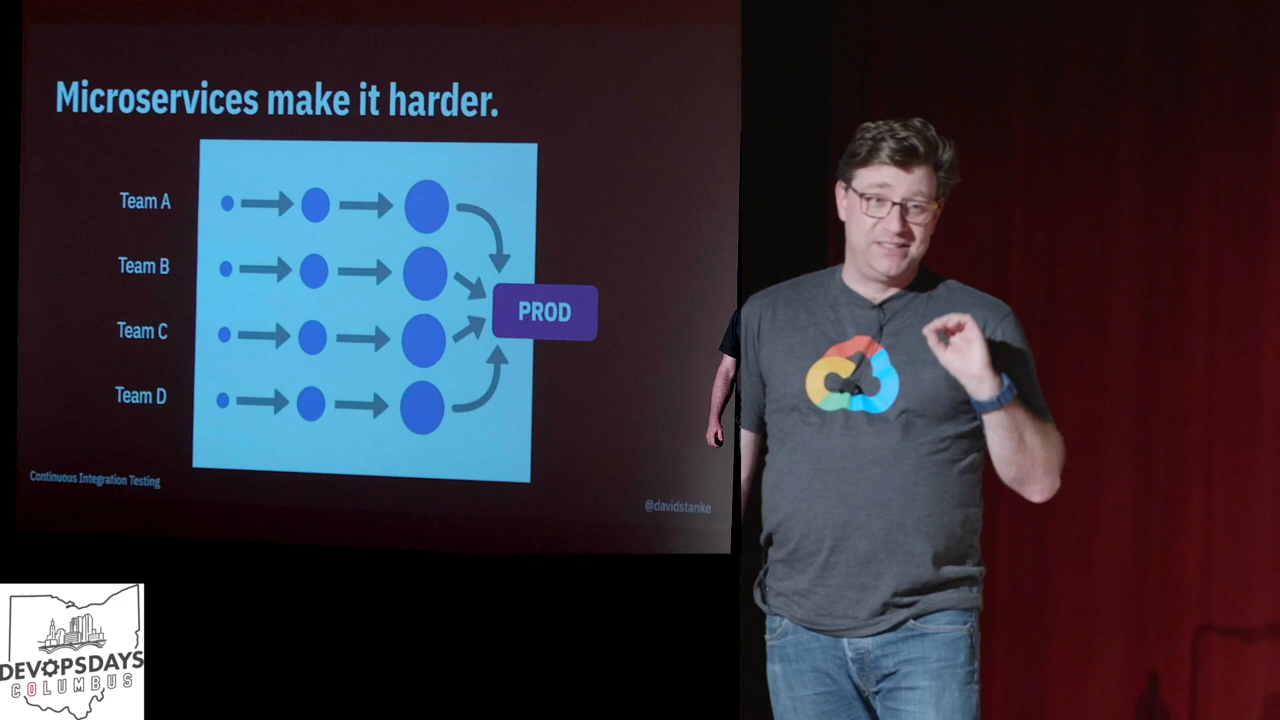 Microservices make it harder.
Team A
Team B
Team C
Team D
PROD
Continuous Integration Testing
@davidstanke
DEVOPSDAYS
COLUMBUS